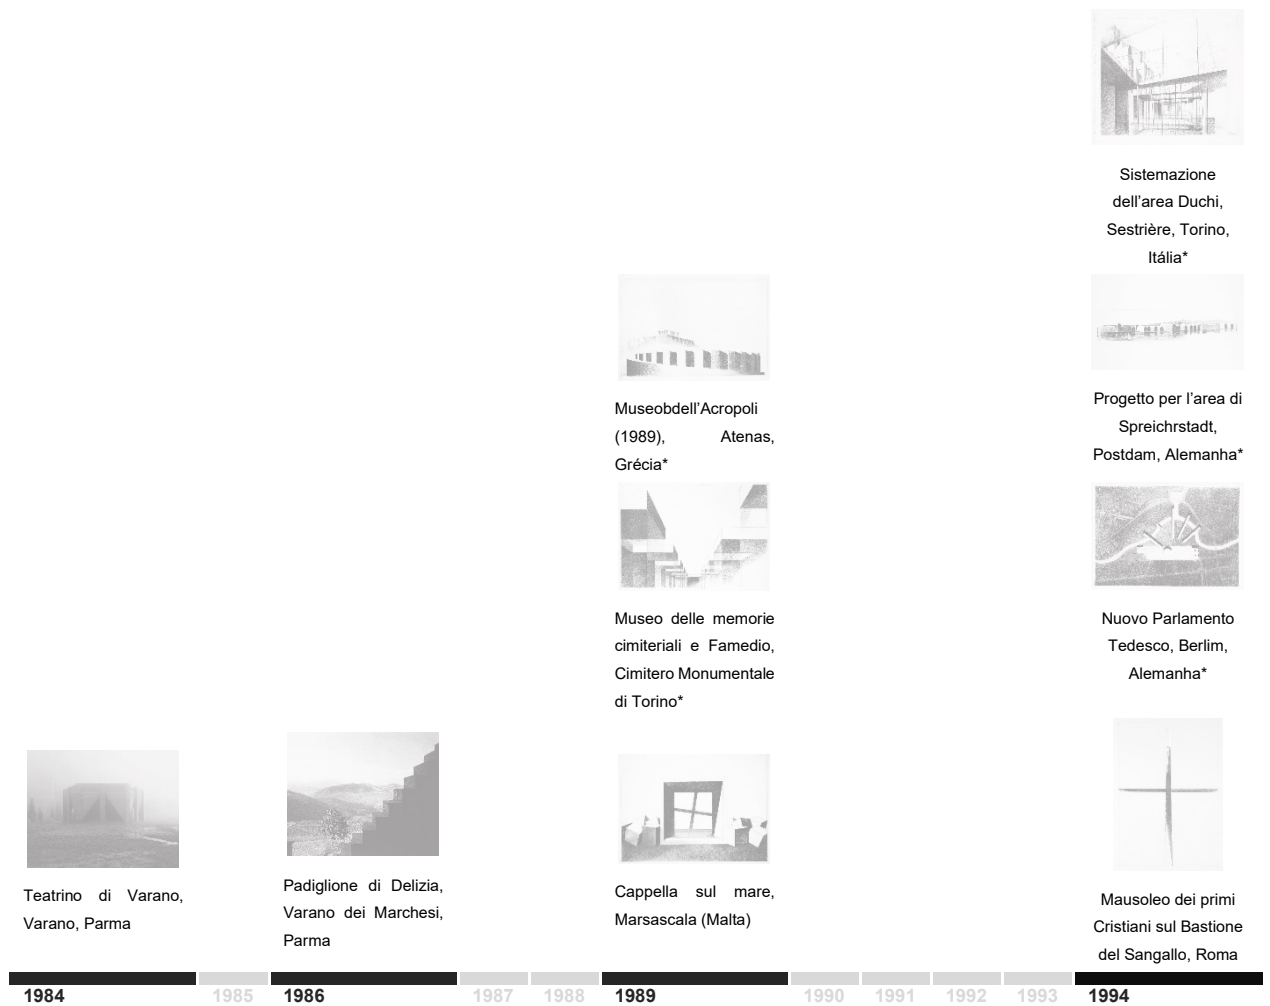 Sistemazione
dell’area Duchi,
Sestrière, Torino,
Itália*
Museobdell’Acropoli
(1989), Atenas,
Grécia*
Progetto per l’area di
Spreichrstadt,
Postdam, Alemanha*
Museo delle memorie
cimiteriali e Famedio,
Cimitero Monumentale
di Torino*
Nuovo Parlamento
Tedesco, Berlim,
Alemanha*
Teatrino di Varano,
Varano, Parma
Padiglione di Delizia,
Varano dei Marchesi,
Parma
Cappella sul mare,
Marsascala (Malta)
Mausoleo dei primi
Cristiani sul Bastione
del Sangallo, Roma
1984 1985 1986 1987 1988 1989 1990 1991 1992 1993 1994